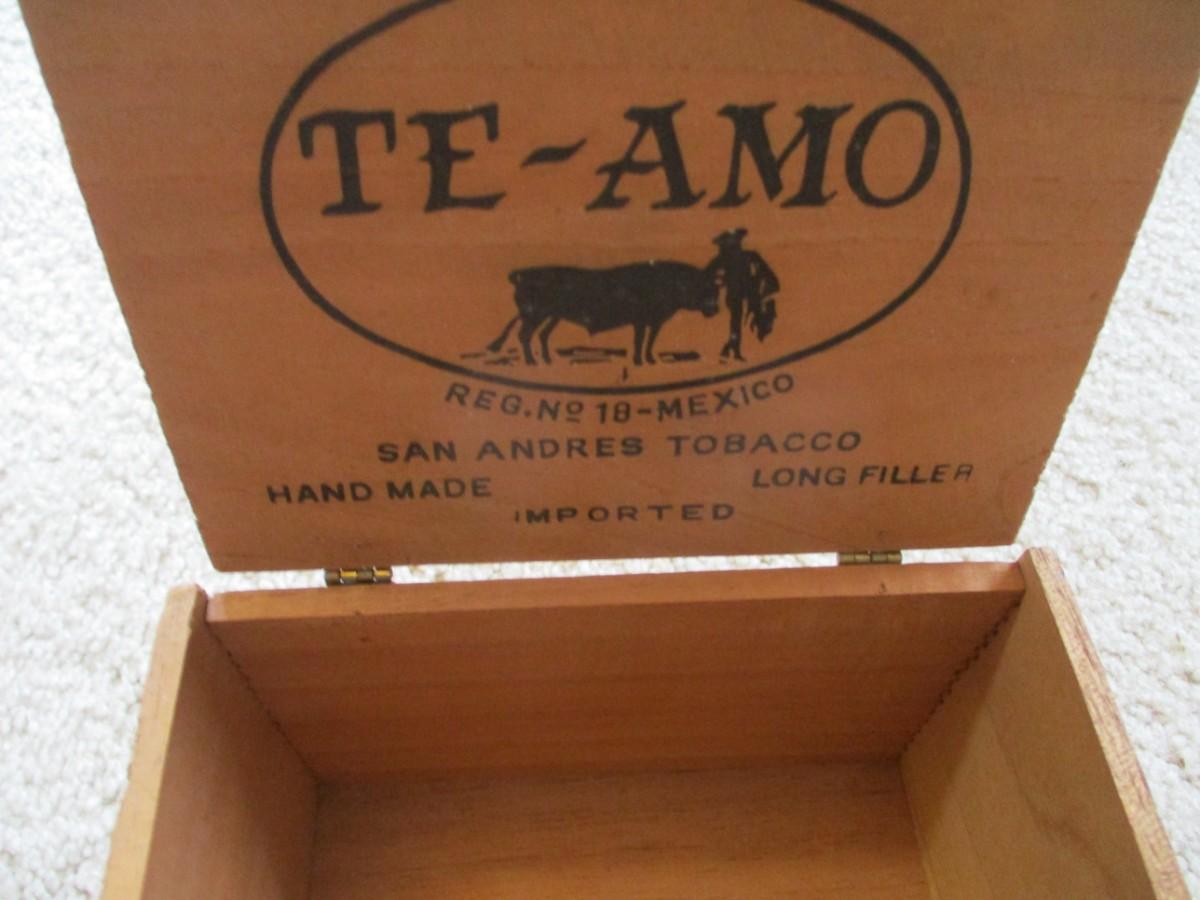 TE-AMO
REG.Nº 18-MEXICO
SAN ANDRES TOBACCO
HAND MADE LONG FILLER
IMPORTED